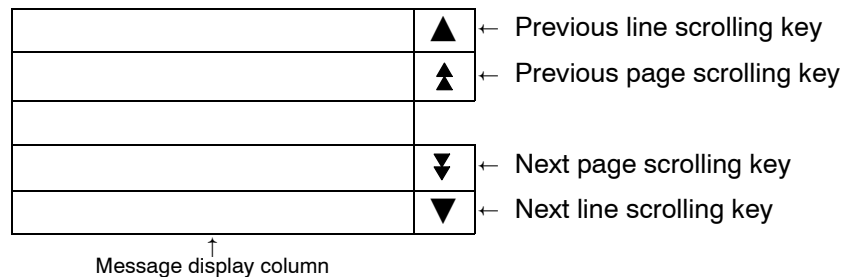 ← Previous line scrolling key
← Previous page scrolling key
← Next page scrolling key
← Next line scrolling key
↑
Message display column